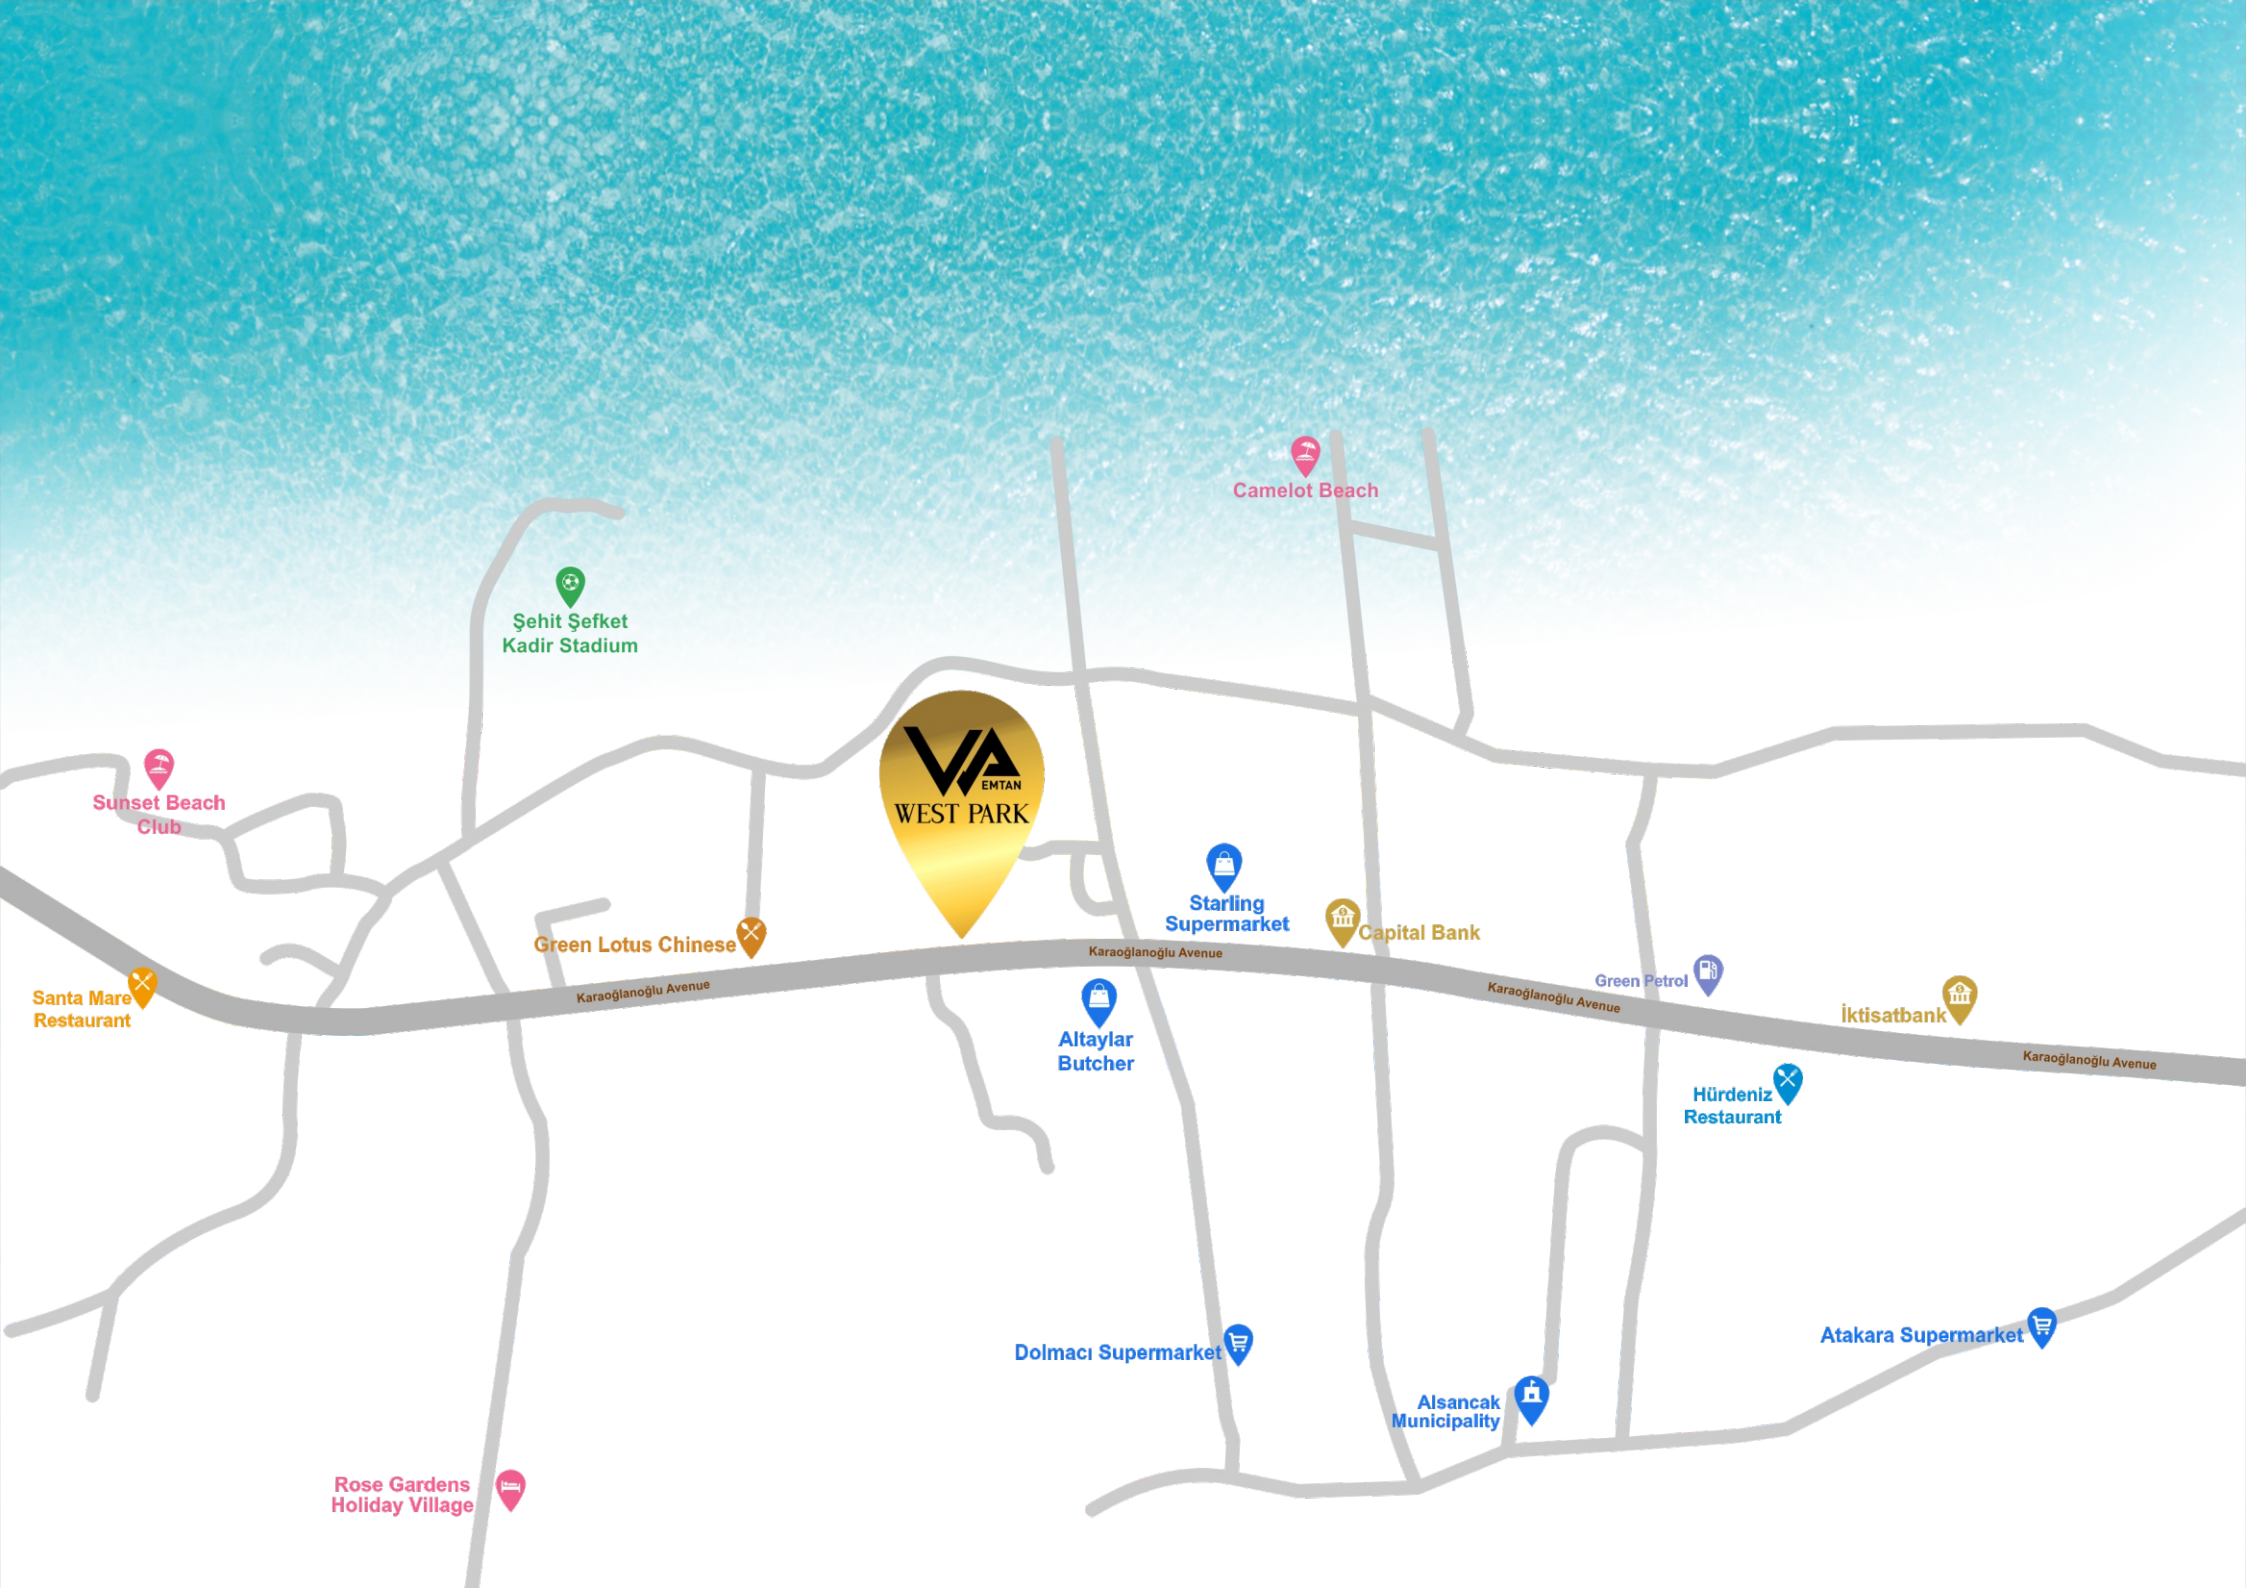 Camelot Beach
Şehit Şefket
Kadir Stadium
EMTAN
WEST PARK
Sunset Beach
Club
Starling
Supermarket
Capital Bank
Green Lotus Chinese
Karaoğlanoğlu Avenue
Karaoğlanoğlu Avenue
Karaoğlanoğlu Avenue
Karaoğlanoğlu Avenue
Green Petrol
İktisatbank
Santa Mare
Restaurant
Altaylar
Butcher
Hürdeniz
Restaurant
Dolmacı Supermarket
Atakara Supermarket
Alsancak
Municipality
Rose Gardens
Holiday Village